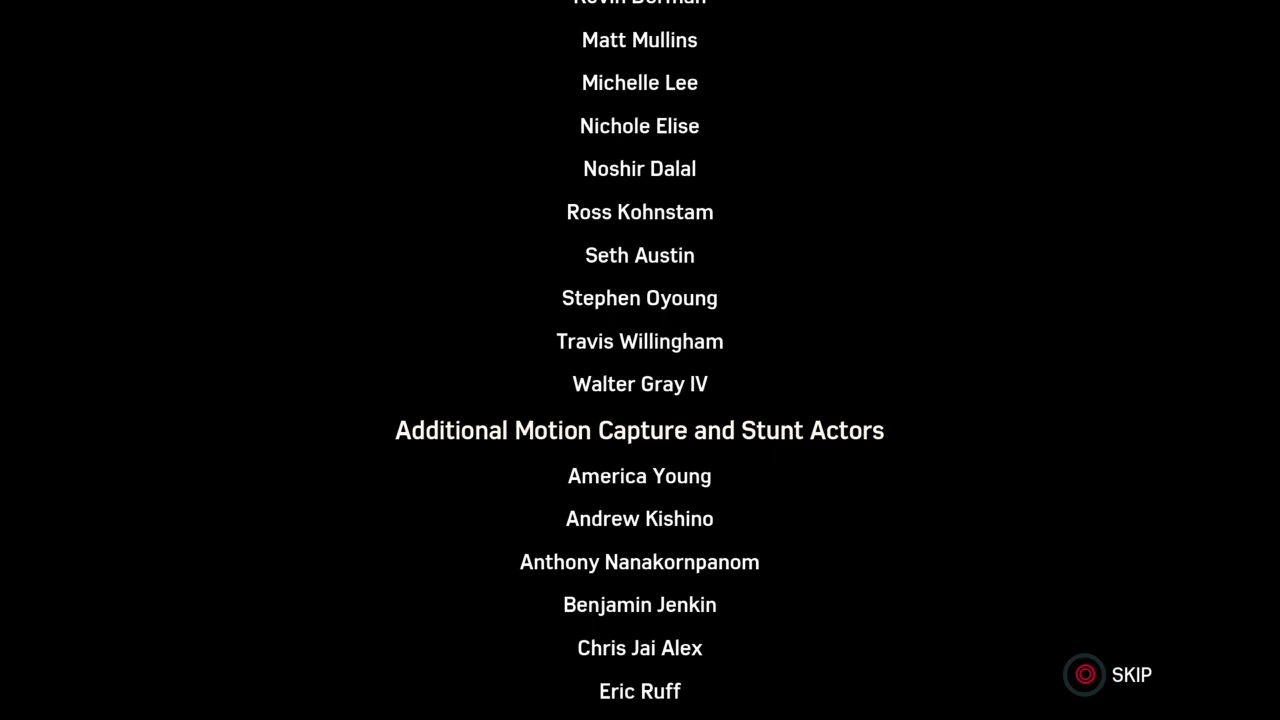 Matt Mullins
Michelle Lee
Nichole Elise
Noshir Dalal
Ross Kohnstam
Seth Austin
Stephen Oyoung
Travis Willingham
Walter Gray IV
Additional Motion Capture and Stunt Actors
America Young
Andrew Kishino
Anthony Nanakornpanom
Benjamin Jenkin
Chris Jai Alex
Eric Ruff
SKIP